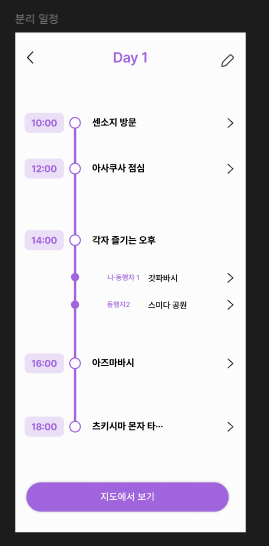 분리 일정
Day 1
10:00 센소지 방문
12:00 아사쿠사 점심
14:00 각자 즐기는 오후
나·동행자 1 갓파바시
동행자2 스미다 공원
16:00 아즈마바시
18:00 츠키시마 몬자 타···
지도에서 보기